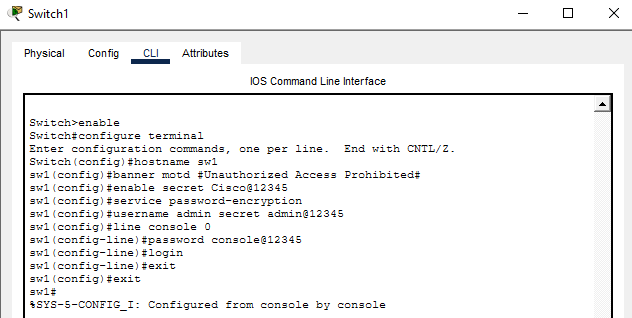 Switch1
Physical Config CLI Attributes
IOS Command Line Interface
Switch>enable
Switch#configure terminal
Enter configuration commands, one per line.  End with CNTL/Z.
Switch(config)#hostname sw1
sw1(config)#banner motd #Unauthorized Access Prohibited#
sw1(config)#enable secret Cisco@12345
sw1(config)#service password-encryption
sw1(config)#username admin secret admin@12345
sw1(config)#line console 0
sw1(config-line)#password console@12345
sw1(config-line)#login
sw1(config-line)#exit
sw1(config)#exit
sw1#
%SYS-5-CONFIG_I: Configured from console by console